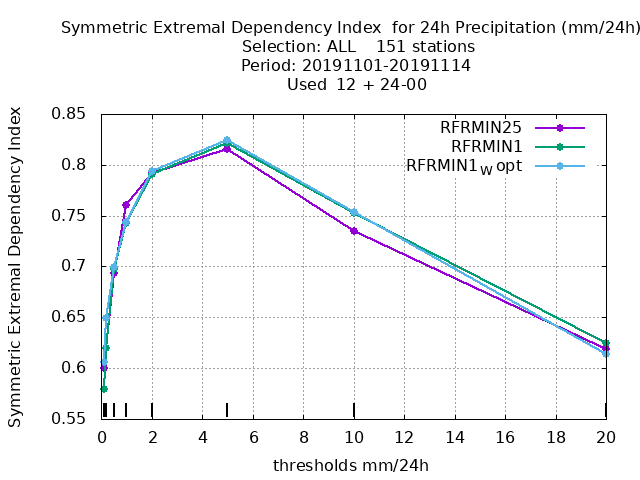 Symmetric Extremal Dependency Index  for 24h Precipitation (mm/24h)
Selection: ALL    151 stations
Period: 20191101-20191114
Used  12 + 24-00
Symmetric Extremal Dependency Index
0.85
0.8
0.75
0.7
0.65
0.6
0.55
RFRMIN25
RFRMIN1
RFRMIN1w opt
0 2 4 6 8 10 12 14 16 18 20
thresholds mm/24h